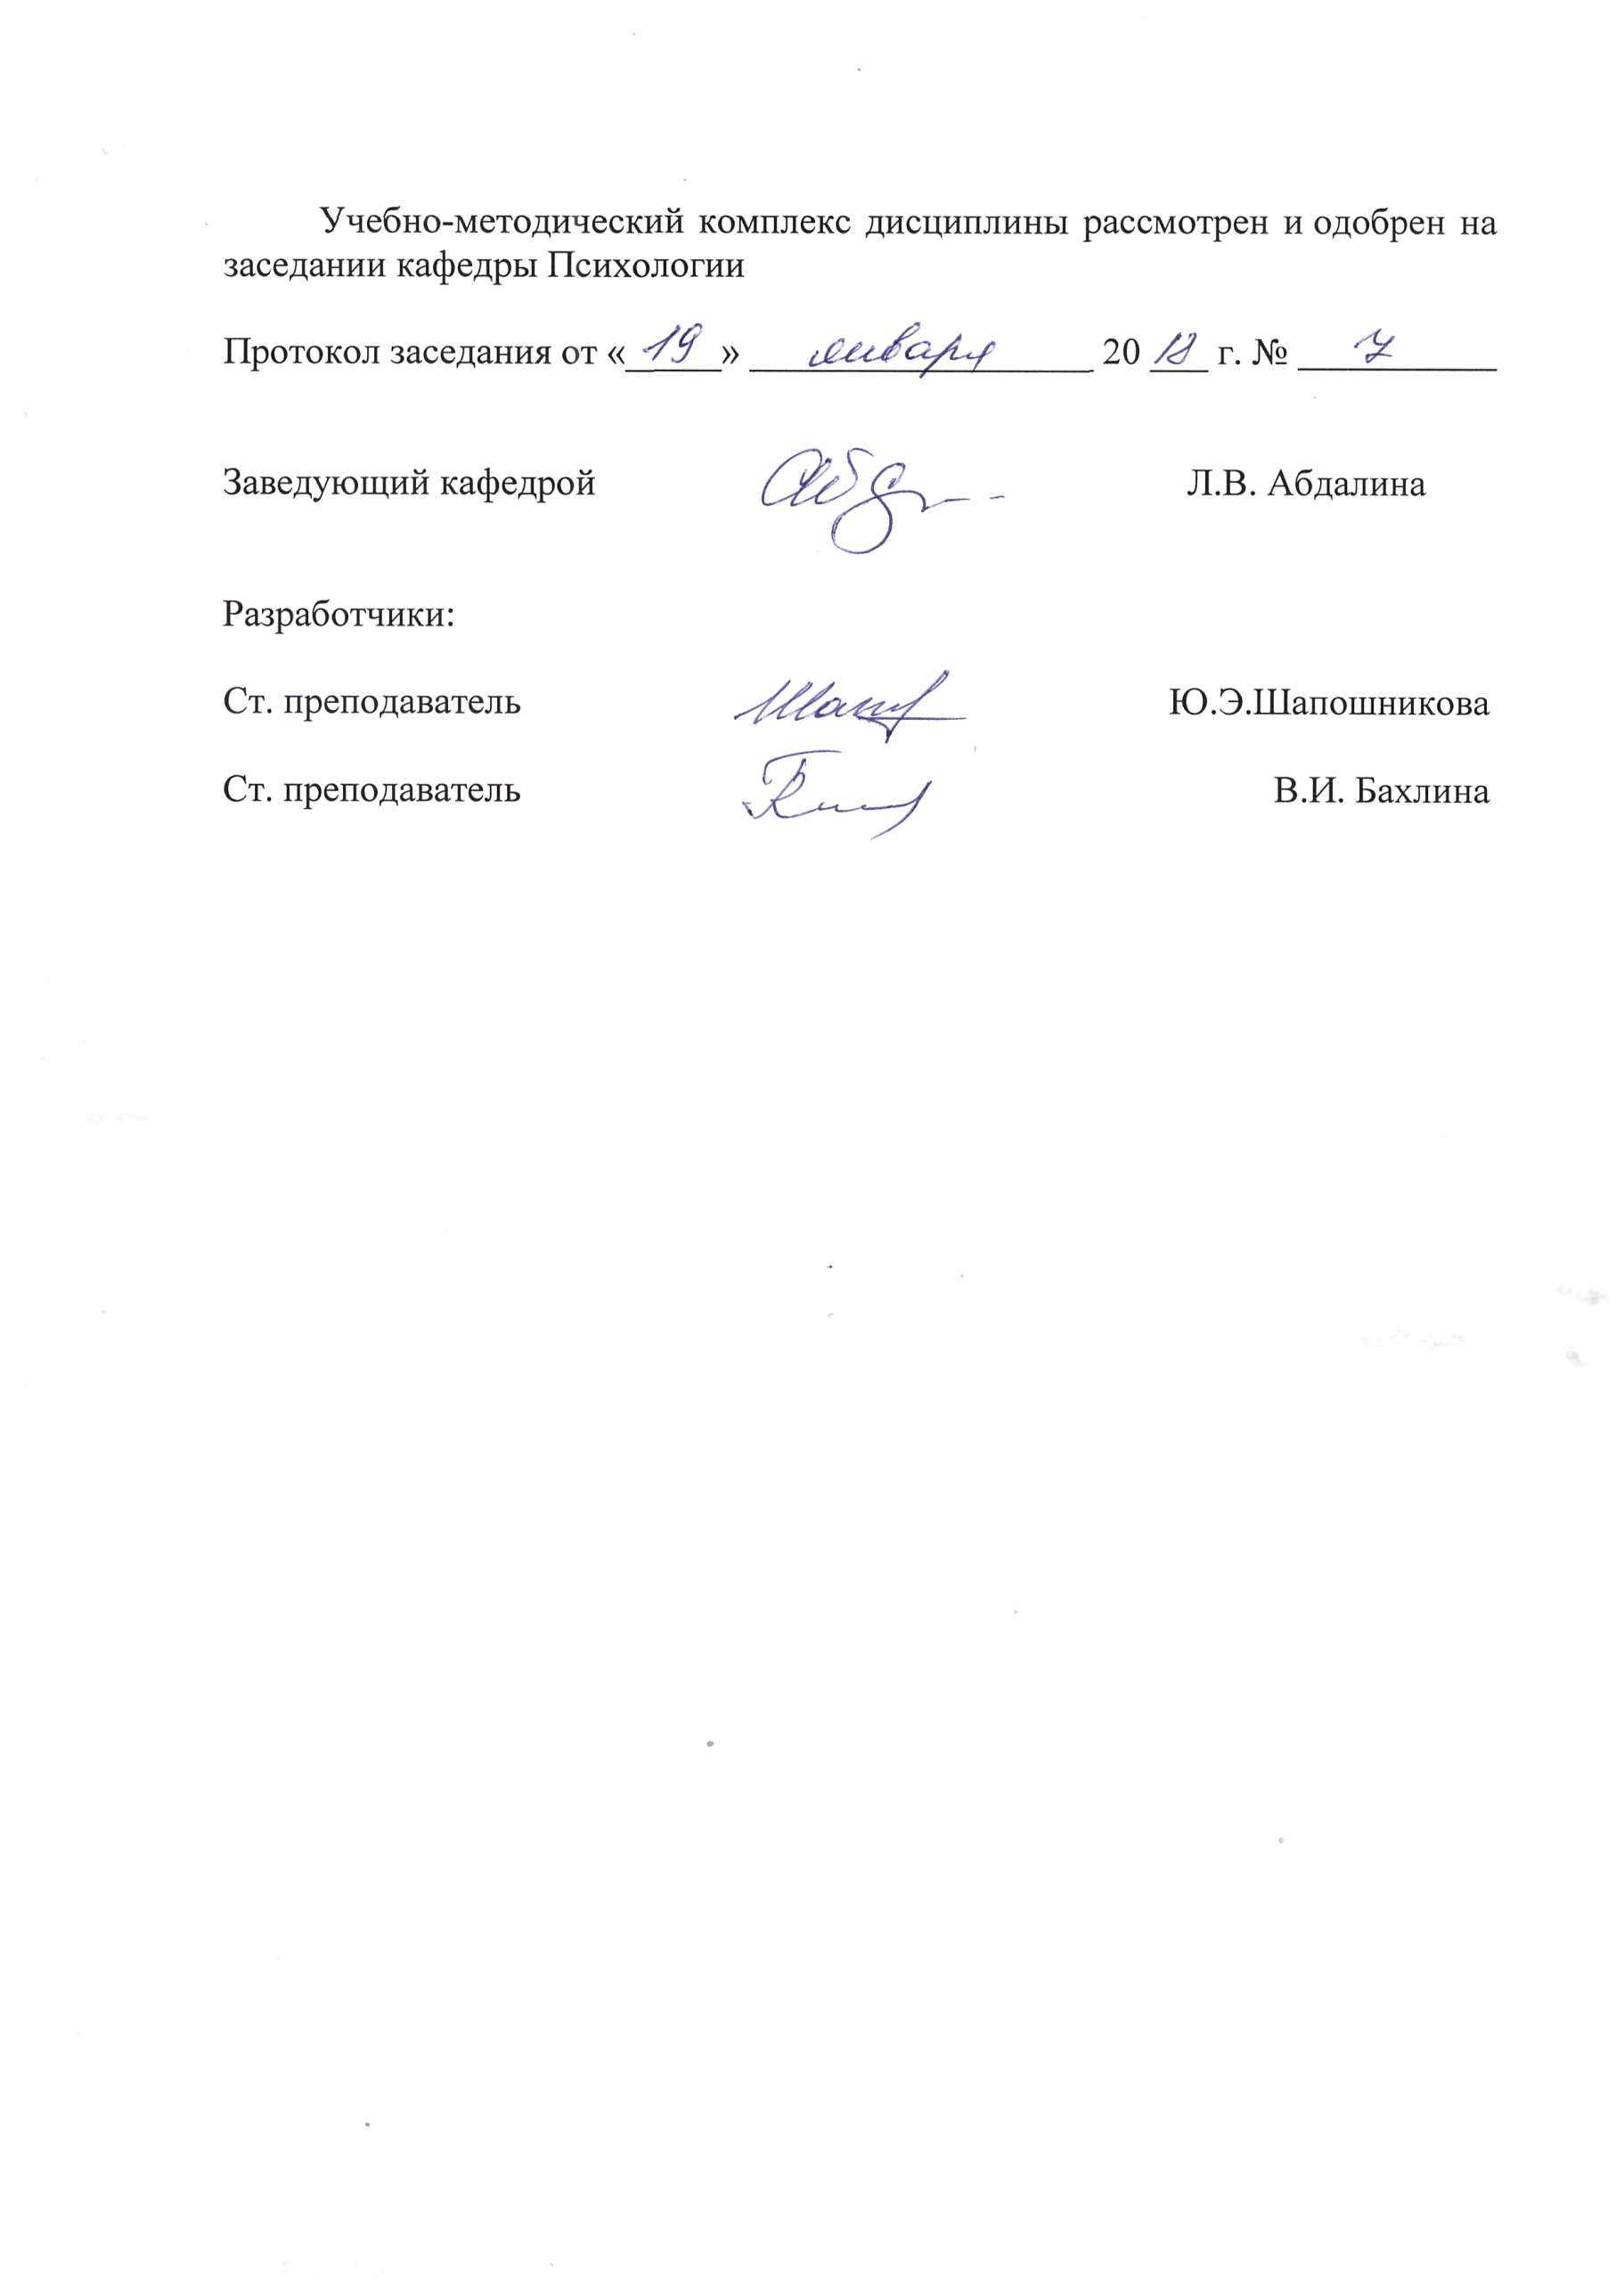 Учебно-методический комплекс дисциплины рассмотрен и одобрен на
заседании кафедры Психологии
Протокол заседания от «19» января 2018 г. № 7
Заведующий кафедрой Л.В. Абдалина
Разработчики:
Ст. преподаватель Ю.Э.Шапошникова
Ст. преподаватель В.И. Бахлина